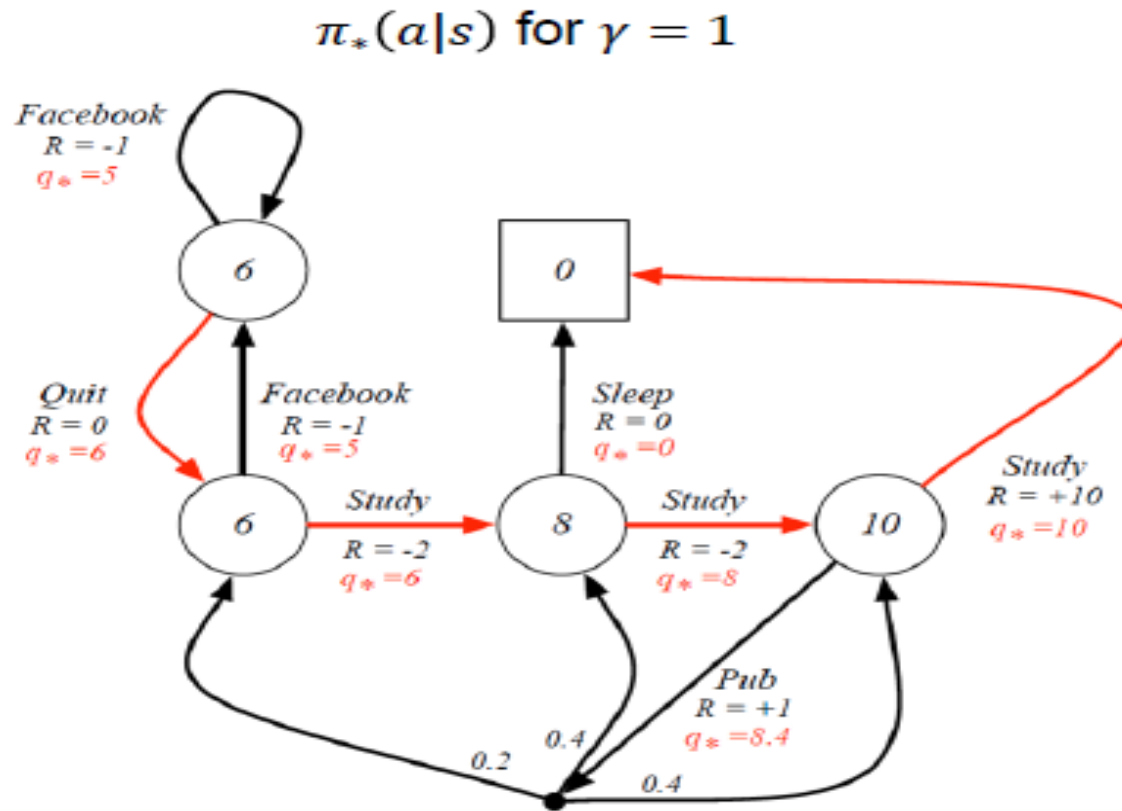 π*(a|s) for γ = 1
Facebook
R = -1
q* =5
6
0
Quit
R = 0
q* =6
Facebook
R = -1
q* =5
Sleep
R = 0
q* =0
Study
R = +10
q* =10
6
Study
R = -2
q* =6
8
Study
R = -2
q* =8
10
Pub
R = +1
q* =8.4
0.2
0.4
0.4